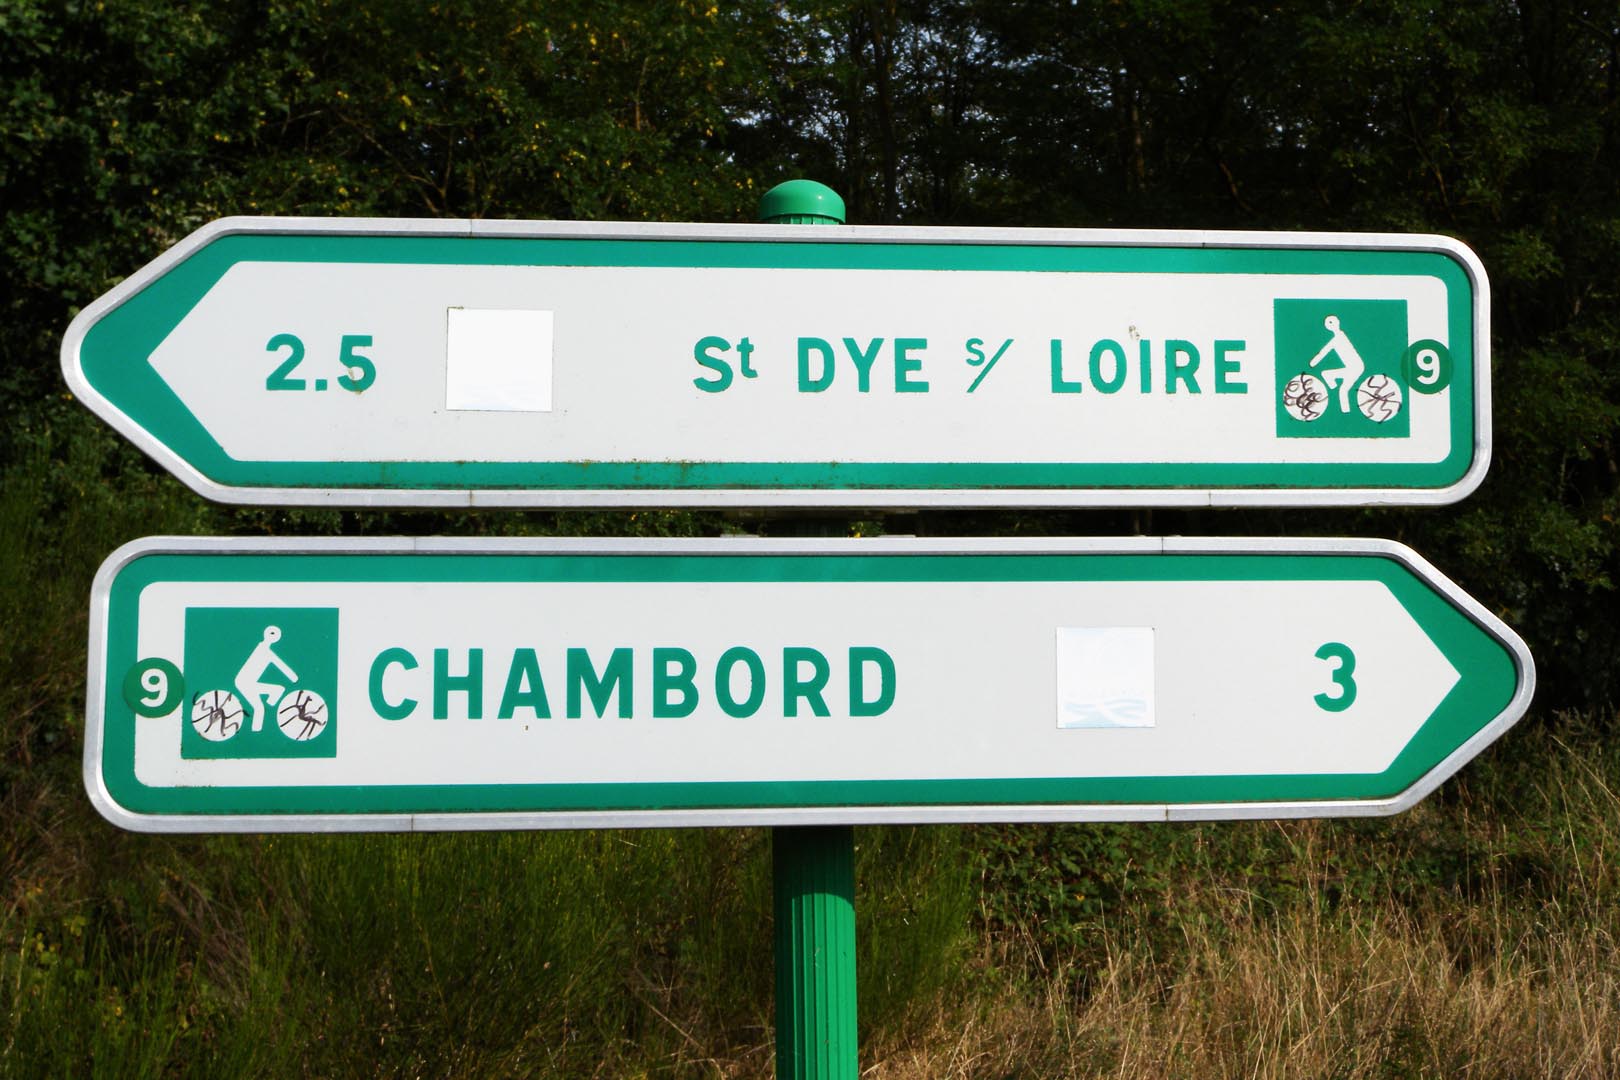 2.5 St DYE s/ LOIRE 9
9 CHAMBORD 3